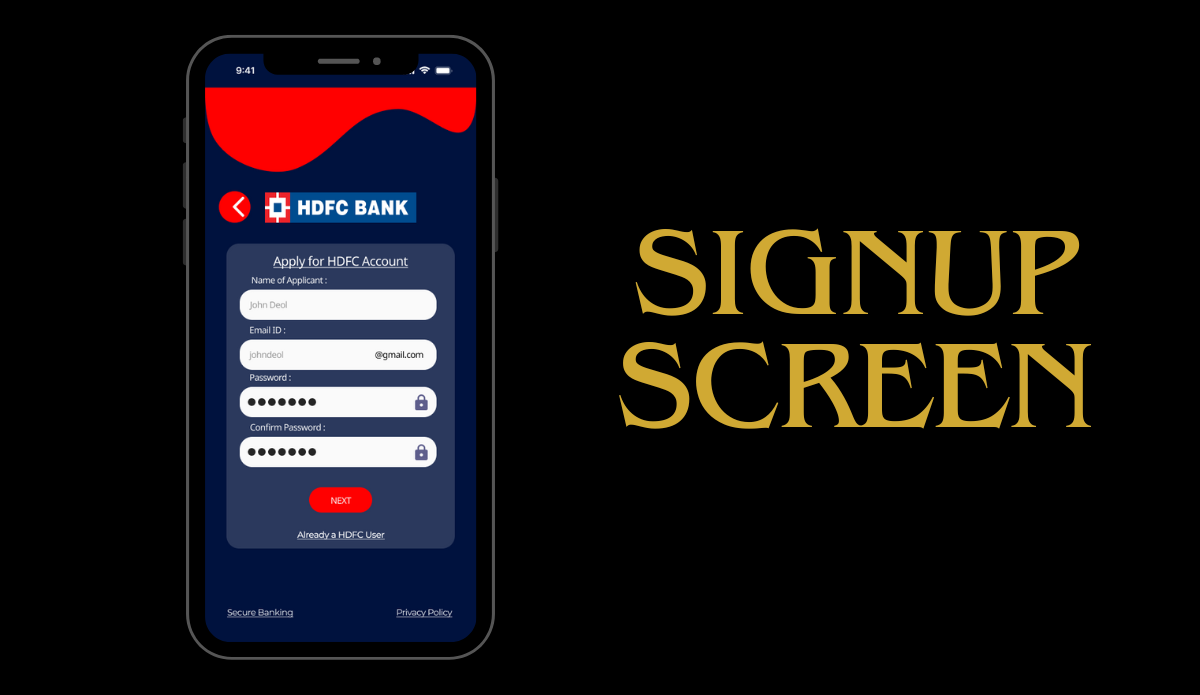 9:41
HDFC BANK
Apply for HDFC Account
Name of Applicant :
John Deol
Email ID :
johndeol @gmail.com
Password :
●●●●●●●
Confirm Password :
●●●●●●●
NEXT
Already a HDFC User
Secure Banking Privacy Policy
SIGNUP
SCREEN